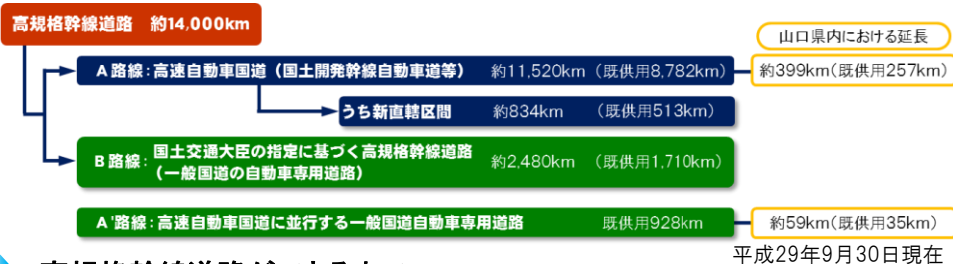 高規格幹線道路　約14,000km
山口県内における延長
A路線：高速自動車国道（国土開発幹線自動車道等）　約11,520km（既供用8,782km）
約399km(既供用257km)
うち新直轄区間　約834km　（既供用513km）
B路線：国土交通大臣の指定に基づく高規格幹線道路
（一般国道の自動車専用道路）　約2,480km　（既供用1,710km）
A'路線：高速自動車国道に並行する一般国道自動車専用道路　既供用928km
約59km(既供用35km)
平成29年9月30日現在